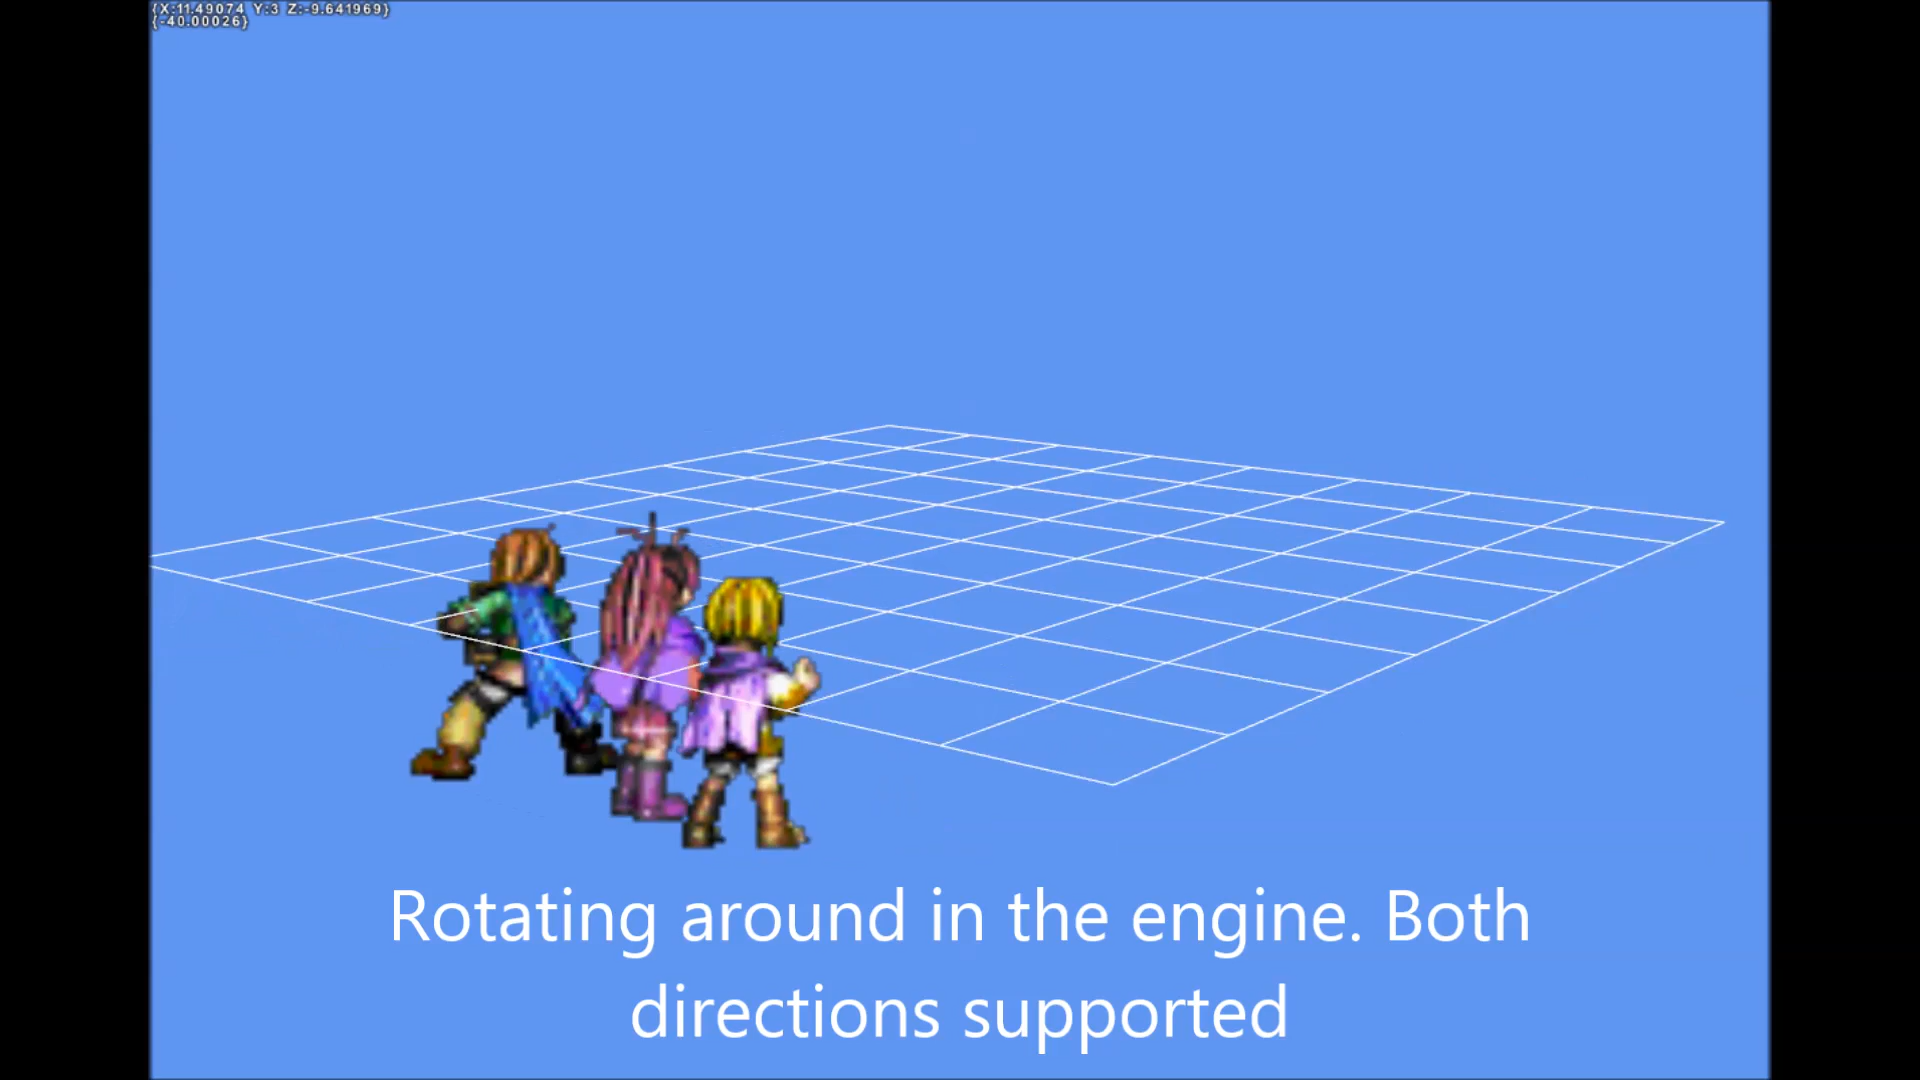 {X:11.49074 Y:3 Z:-9.641969}
{-40.00026}
Rotating around in the engine. Both
directions supported